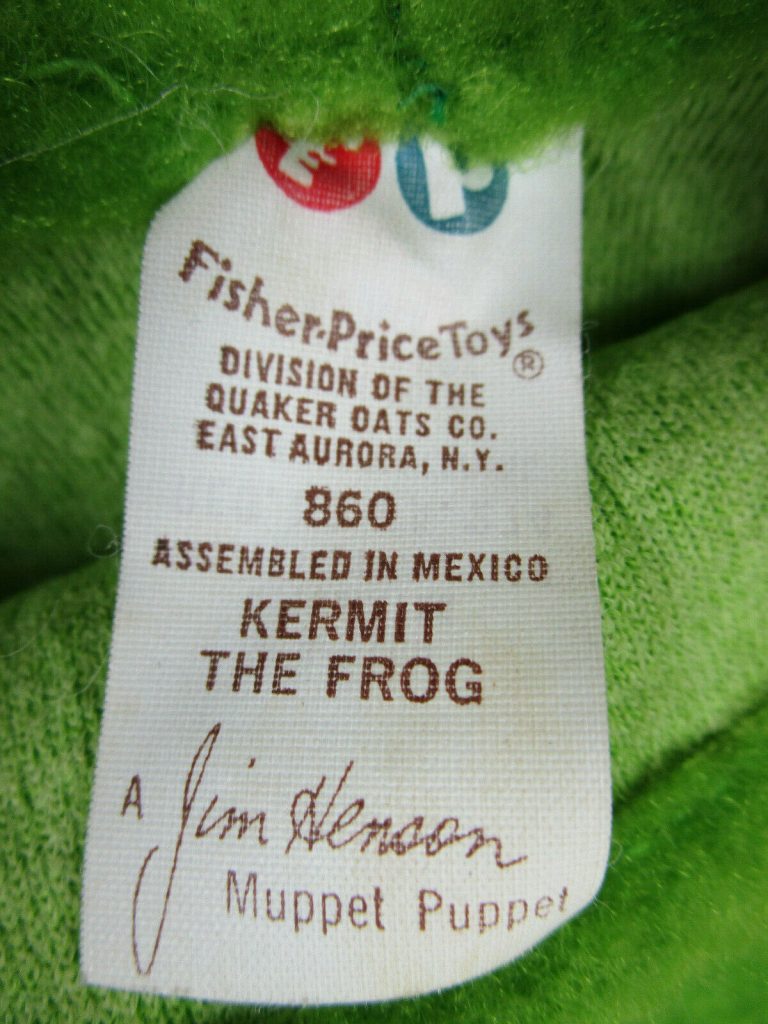 FP
Fisher-Price Toys ®
DIVISION OF THE
QUAKER OATS CO.
EAST AURORA, N.Y.
860
ASSEMBLED IN MEXICO
KERMIT
THE FROG
A Jim Henson
Muppet Puppet